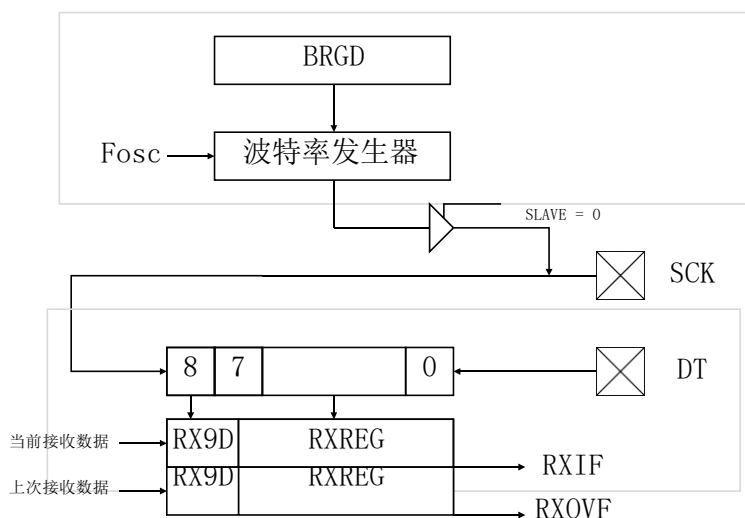 BRGD
Fosc
波特率发生器
SLAVE = 0
SCK
8 7 0
DT
当前接收数据
RX9D RXREG
RXIF
上次接收数据
RX9D RXREG
RXOVF